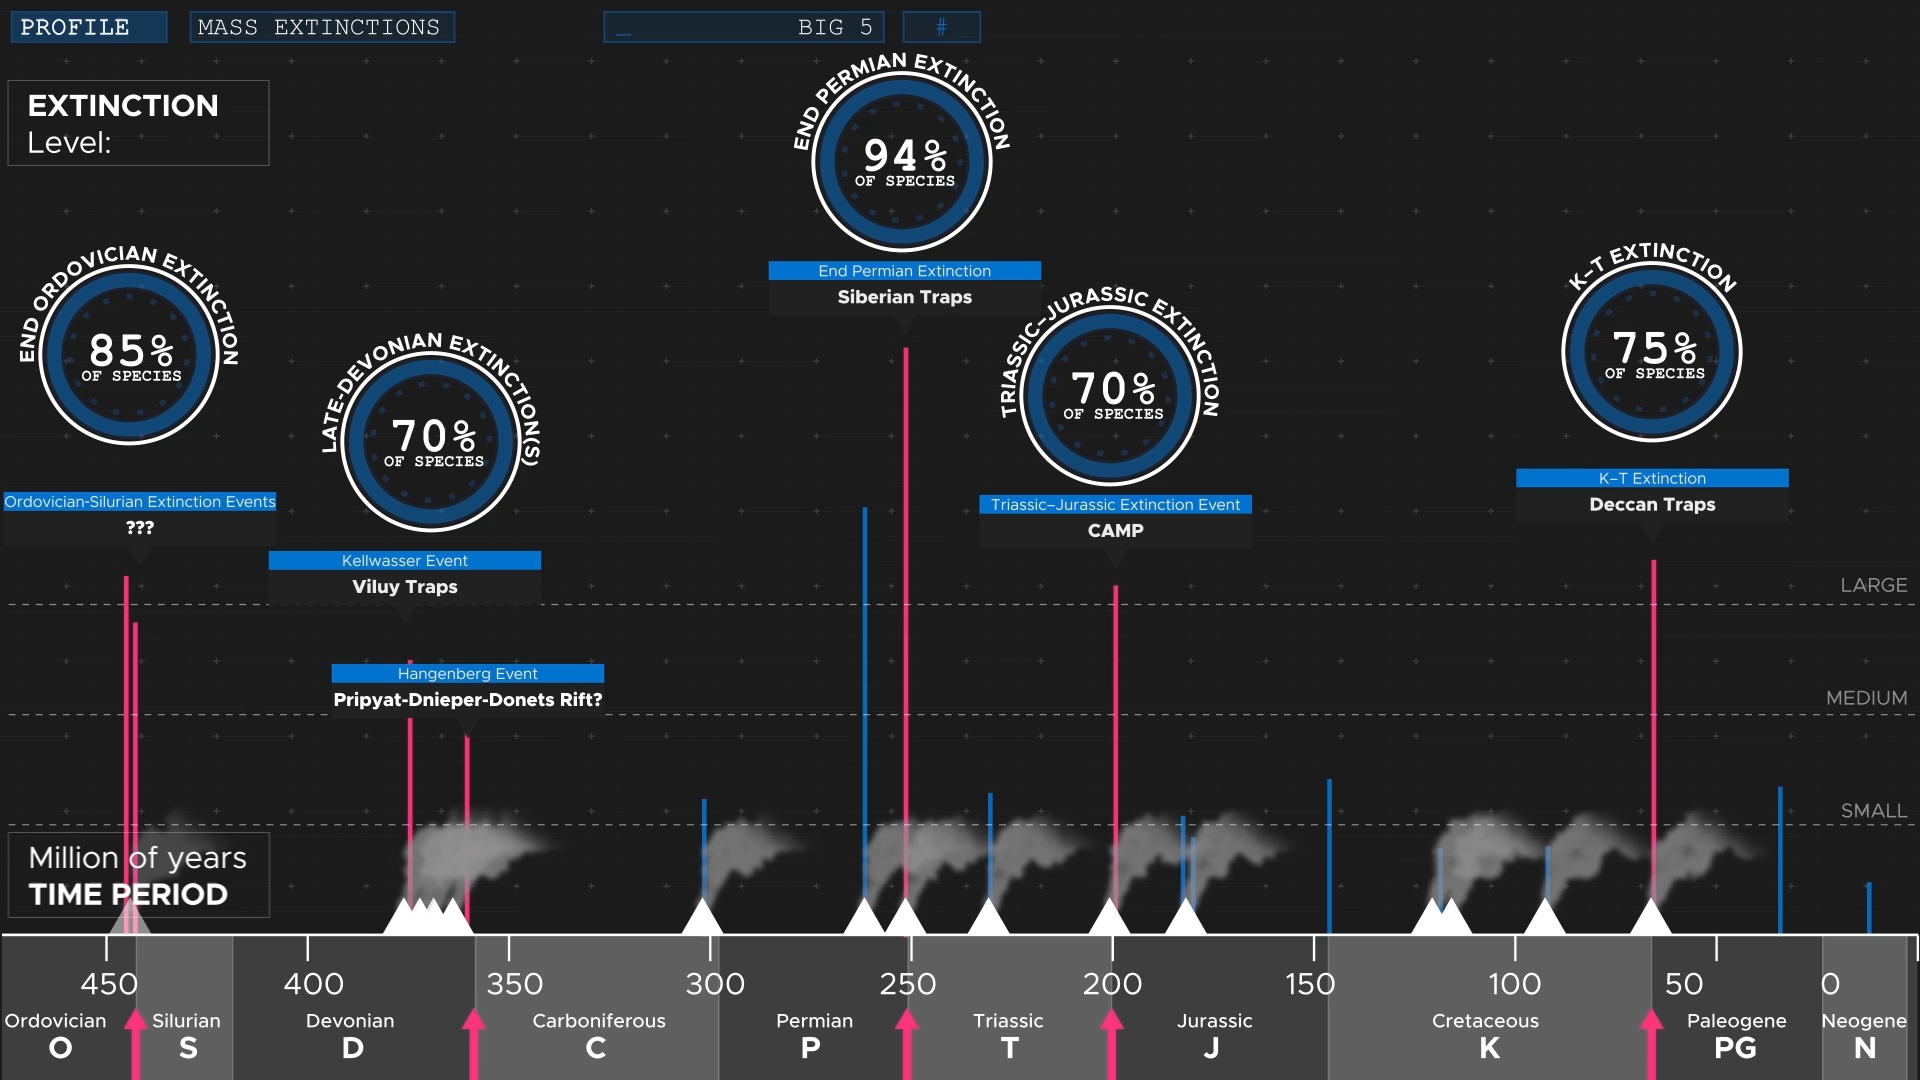 PROFILE
MASS EXTINCTIONS
_ BIG 5
#
EXTINCTION
Level:
END ORDOVICIAN EXTINCTION
85%
OF SPECIES
Ordovician-Silurian Extinction Events
???
LATE-DEVONIAN EXTINCTION(S)
70%
OF SPECIES
Kellwasser Event
Viluy Traps
Hangenberg Event
Pripyat-Dnieper-Donets Rift?
END PERMIAN EXTINCTION
94%
OF SPECIES
End Permian Extinction
Siberian Traps
TRIASSIC-JURASSIC EXTINCTION
70%
OF SPECIES
Triassic–Jurassic Extinction Event
CAMP
K–T EXTINCTION
75%
OF SPECIES
K–T Extinction
Deccan Traps
LARGE
MEDIUM
SMALL
Million of years
TIME PERIOD
450 400 350 300 250 200 150 100 50 0
Ordovician Silurian Devonian Carboniferous Permian Triassic Jurassic Cretaceous Paleogene Neogene
O S D C P T J K PG N